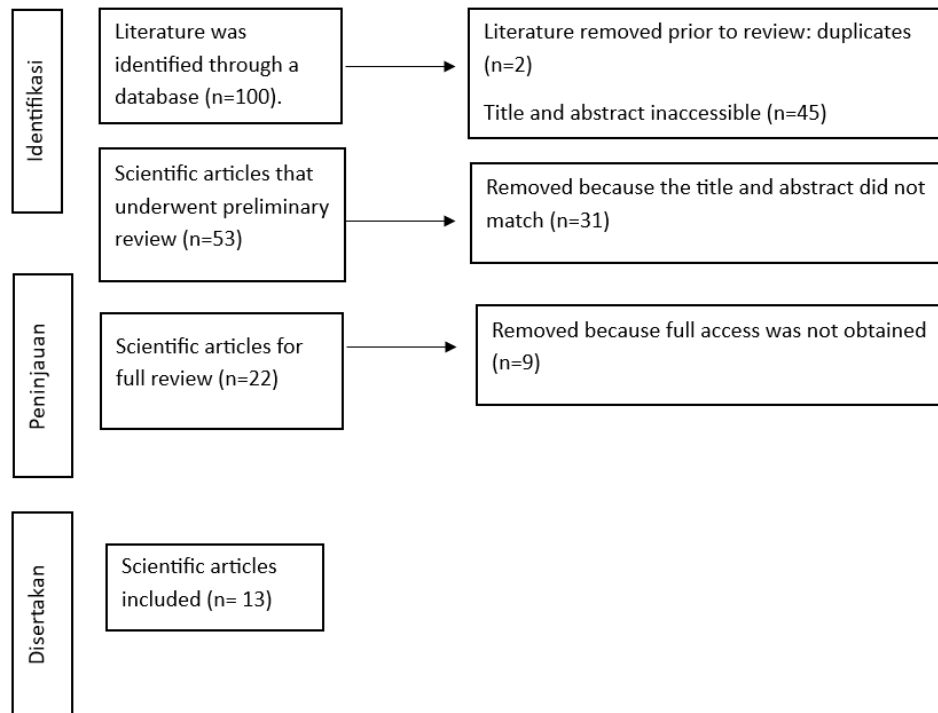 Identifikasi
Literature was
identified through a
database (n=100).
Literature removed prior to review: duplicates
(n=2)
Title and abstract inaccessible (n=45)
Scientific articles that
underwent preliminary
review (n=53)
Removed because the title and abstract did not
match (n=31)
Peninjauan
Scientific articles for
full review (n=22)
Removed because full access was not obtained
(n=9)
Disertakan
Scientific articles
included (n= 13)